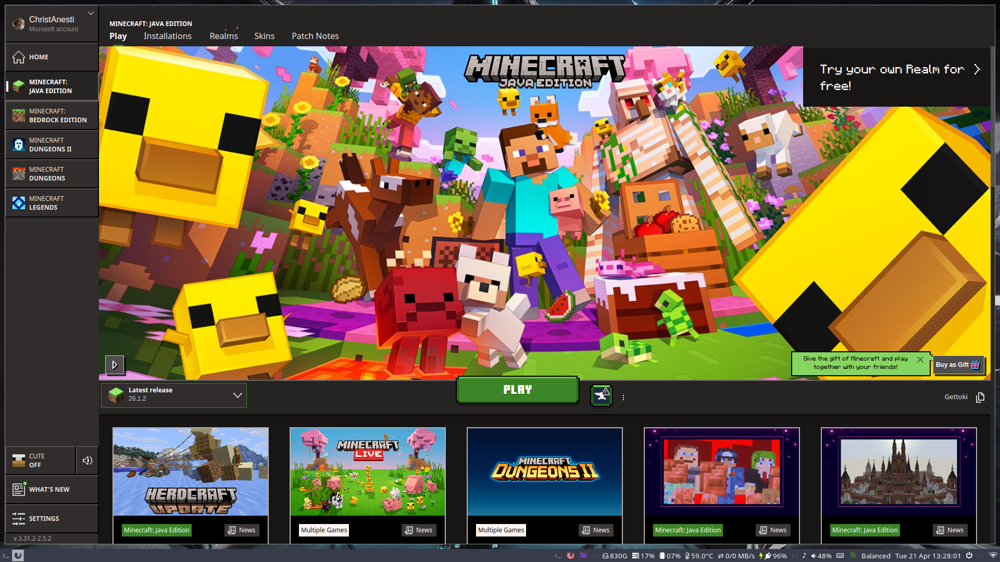 ChristAnesti
Microsoft account
HOME
MINECRAFT:
JAVA EDITION
MINECRAFT:
BEDROCK EDITION
MINECRAFT
DUNGEONS II
MINECRAFT
DUNGEONS
MINECRAFT
LEGENDS
CUTE
OFF
WHAT'S NEW
SETTINGS
v.3.31.2-2.5.2
MINECRAFT: JAVA EDITION
Play Installations Realms Skins Patch Notes
MINECRAFT
JAVA EDITION
Try your own Realm for
free!
Give the gift of Minecraft and play
together with your friends!
Buy as Gift
Latest release
26.1.2
PLAY
Gettoki
HEROCRAFT
UPDATE
Minecraft: Java Edition News
MINECRAFT
LIVE
Multiple Games News
MINECRAFT
DUNGEONS II
Multiple Games News
Minecraft: Java Edition News
Minecraft: Java Edition News
830G 17% 07% 59.0°C 0/0 MB/s 96% 48% Balanced Tue 21 Apr 13:28:01